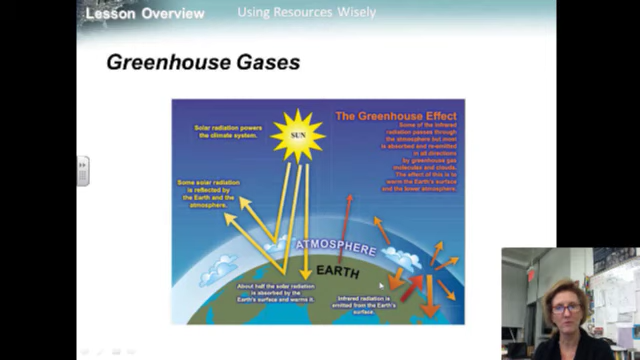 Lesson Overview
Using Resources Wisely
Greenhouse Gases
Solar radiation powers
the climate system.
SUN
The Greenhouse Effect
Some of the infrared
radiation passes through
the atmosphere but most
is absorbed and re-emitted
in all directions
by greenhouse gas
molecules and clouds.
The effect of this is to
warm the Earth's surface
and the lower atmosphere.
Some solar radiation
is reflected by
the Earth and the
atmosphere.
ATMOSPHERE
EARTH
About half the solar radiation
is absorbed by the
Earth's surface and warms it.
Infrared radiation is
emitted from the Earth's
surface.